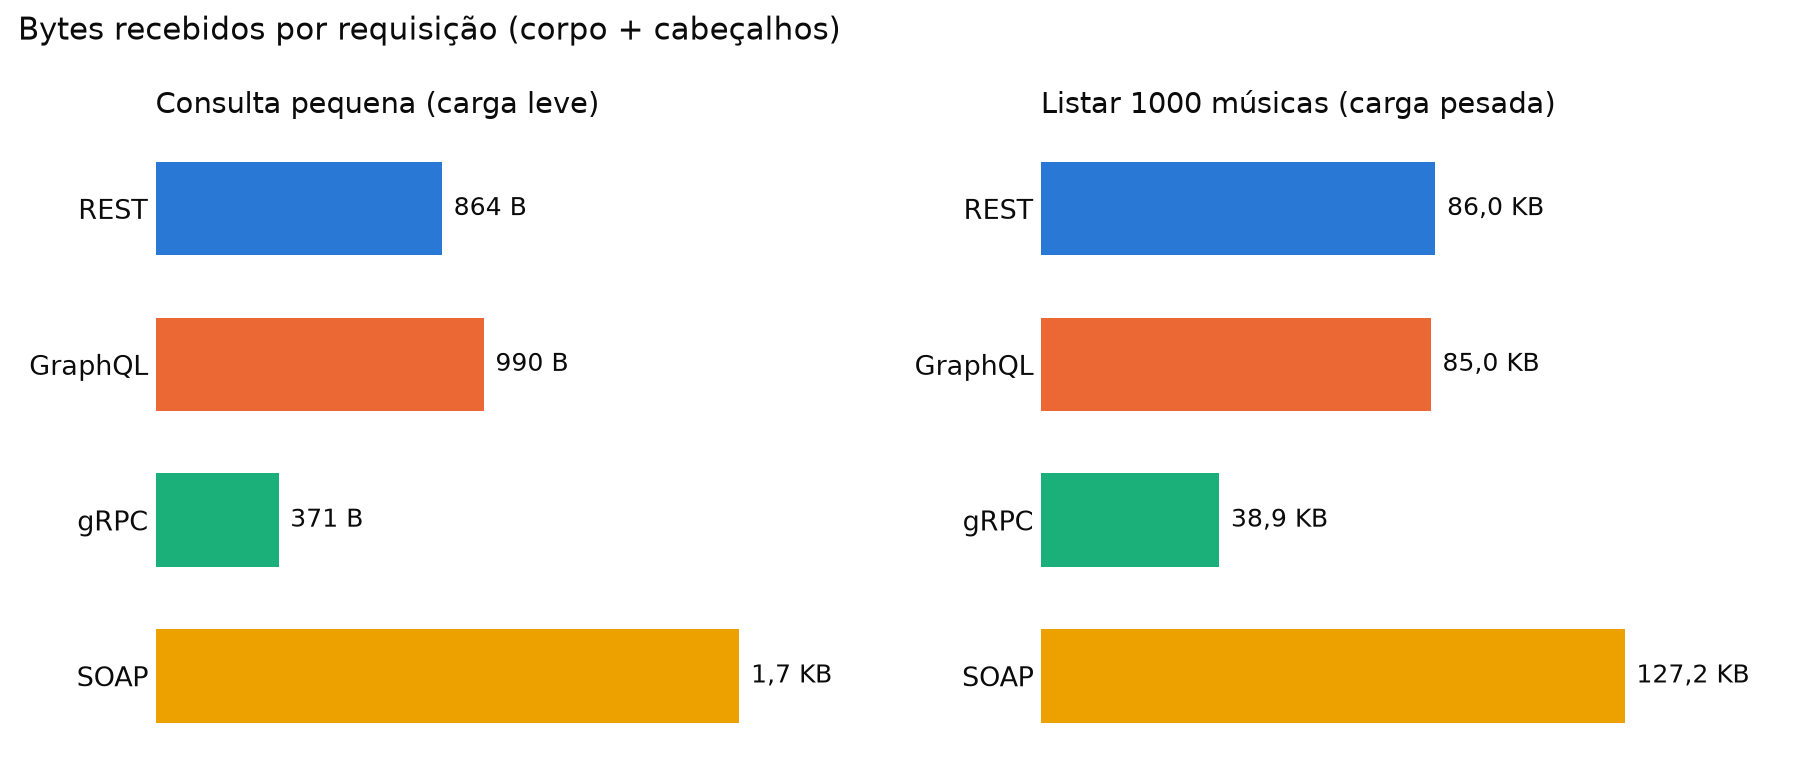 Bytes recebidos por requisição (corpo + cabeçalhos)
Consulta pequena (carga leve)
REST 864 B
GraphQL 990 B
gRPC 371 B
SOAP 1,7 KB
Listar 1000 músicas (carga pesada)
REST 86,0 KB
GraphQL 85,0 KB
gRPC 38,9 KB
SOAP 127,2 KB